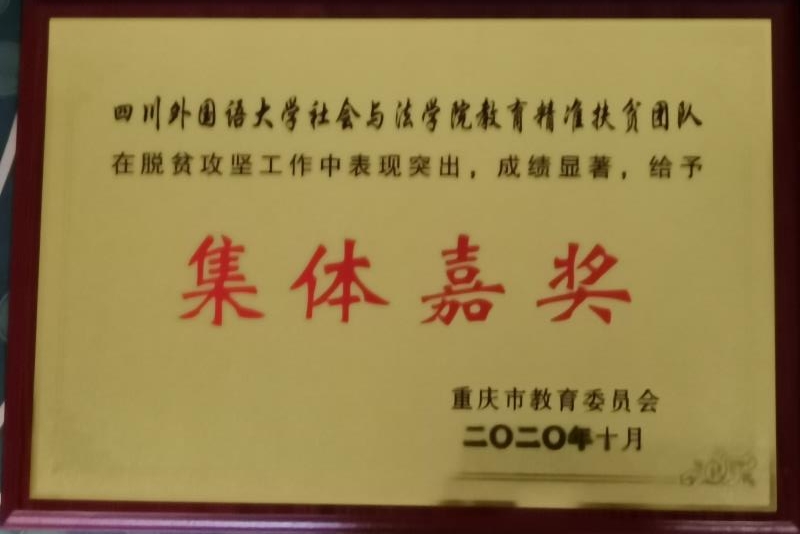 四川外国语大学社会与法学院教育精准扶贫团队
在脱贫攻坚工作中表现突出，成绩显著，给予
集体嘉奖
重庆市教育委员会
二〇二〇年十月